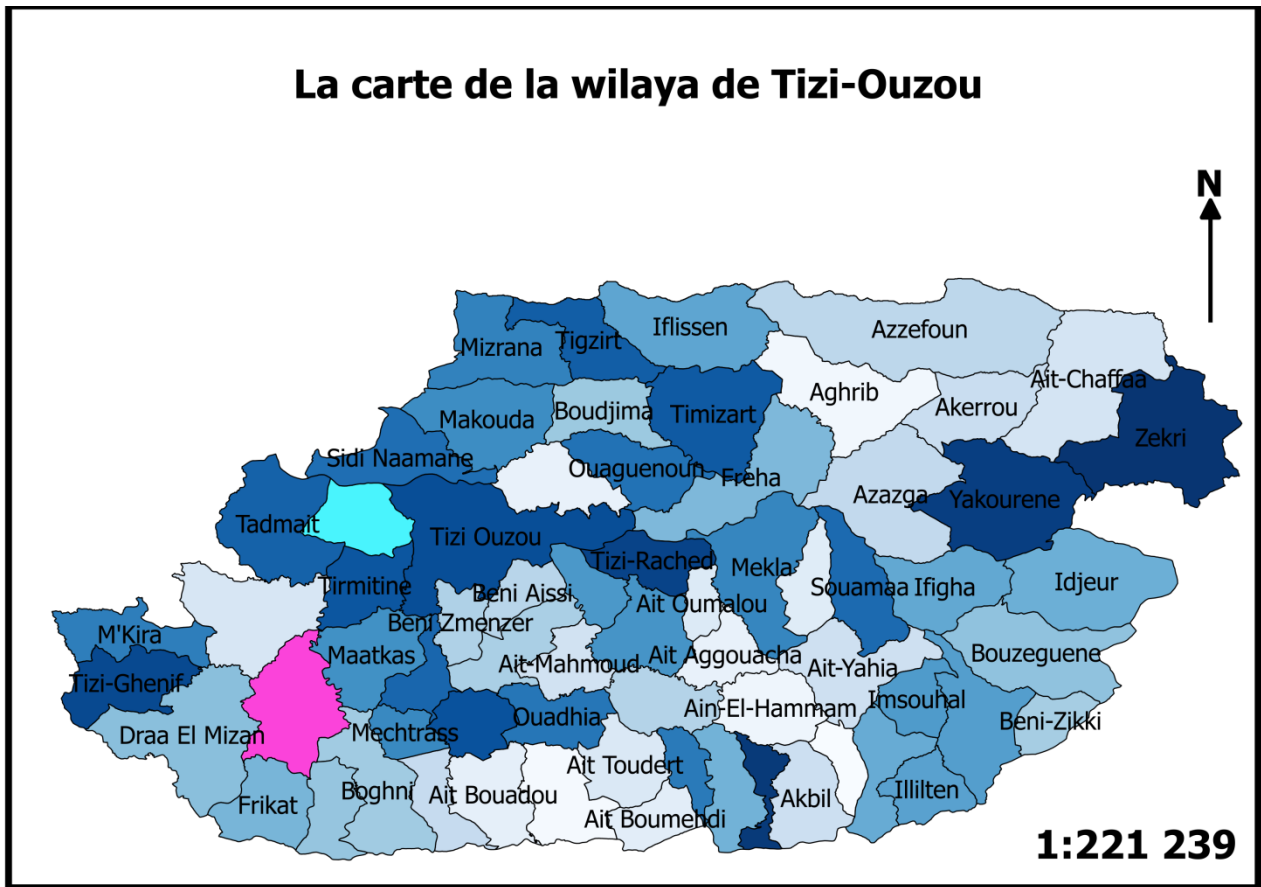 La carte de la wilaya de Tizi-Ouzou
N
Iflissen
Azzefoun
Mizrana
Tigzirt
Ait-Chaffaa
Aghrib
Akerrou
Makouda
Boudjima
Timizart
Zekri
Sidi Naamane
Ouaguenoun
Freha
Azazga
Yakourene
Tadmait
Tizi Ouzou
Tizi-Rached
Mekla
Tirmitine
Beni Aissi
Souamaa
Ifigha
Idjeur
Ait Oumalou
M'Kira
Beni Zmenzer
Maatkas
Ait-Mahmoud
Ait Aggouacha
Ait-Yahia
Bouzeguene
Tizi-Ghenif
Imsouhal
Ain-El-Hammam
Ouadhia
Beni-Zikki
Draa El Mizan
Mechtrass
Ait Toudert
Boghni
Ait Bouadou
Akbil
Illilten
Frikat
Ait Boumehdi
1:221 239